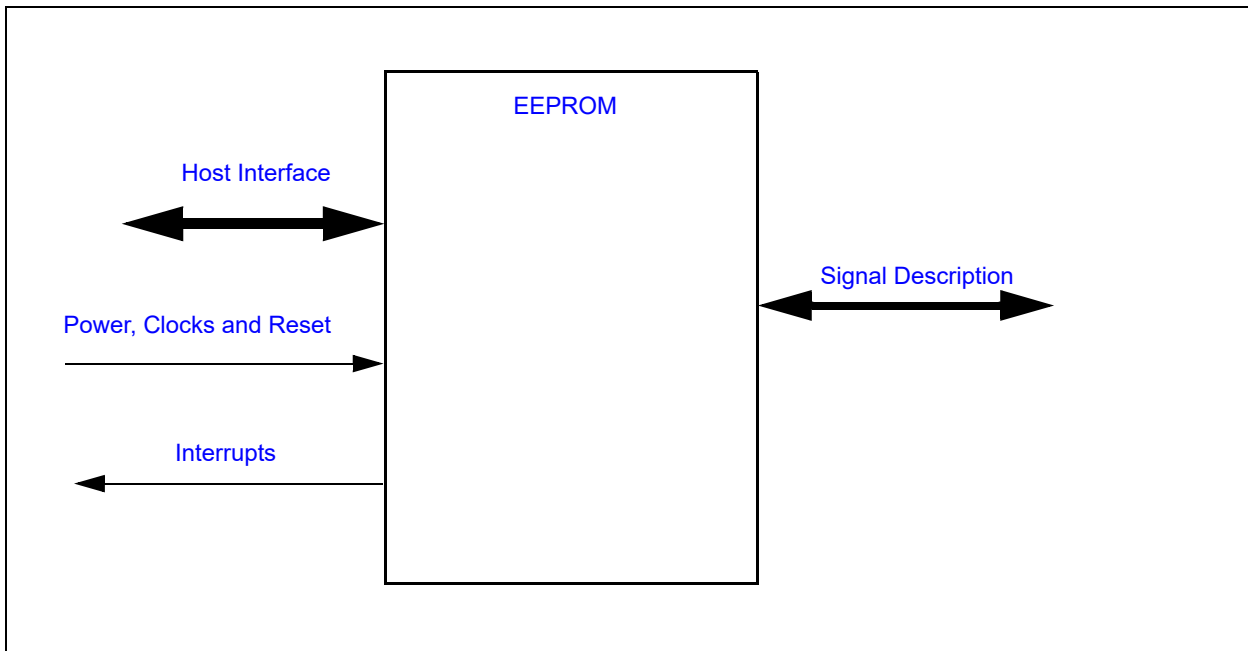 EEPROM
Host Interface
Signal Description
Power, Clocks and Reset
Interrupts